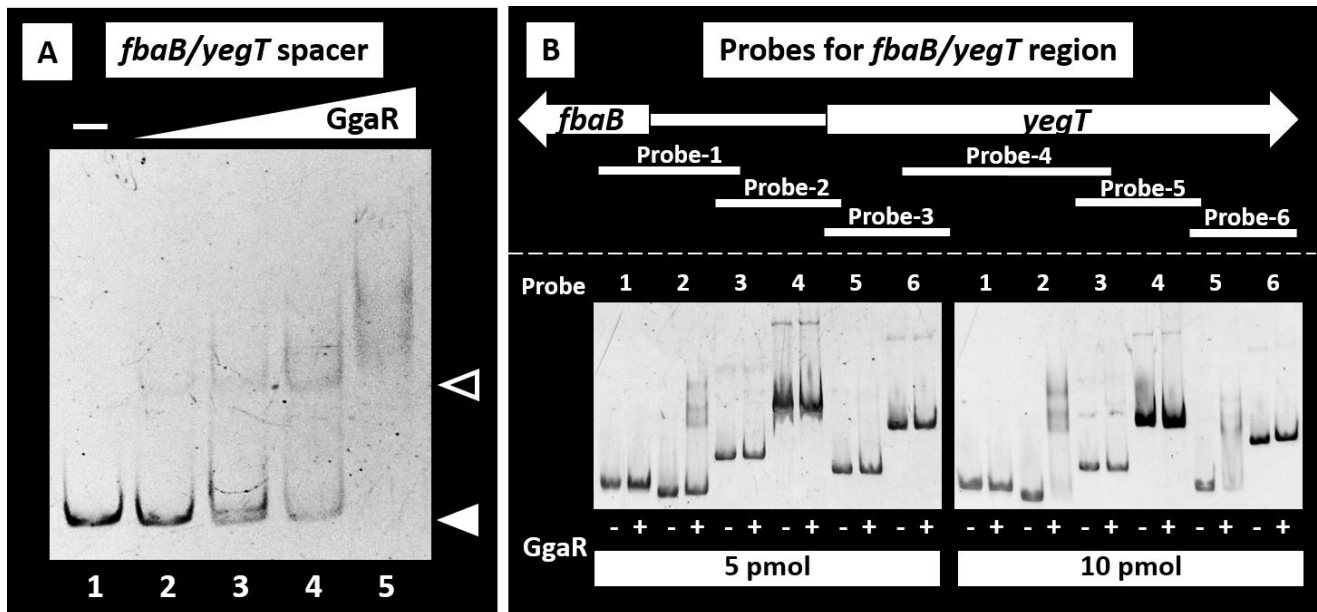 A
fbaB/yegT spacer
GgaR
1 2 3 4 5
B
Probes for fbaB/yegT region
fbaB yegT
Probe-1 Probe-4
Probe-2 Probe-5
Probe-3 Probe-6
Probe 1 2 3 4 5 6 1 2 3 4 5 6
- + - + - + - + - + - + - + - + - + - + - + - +
GgaR
5 pmol 10 pmol